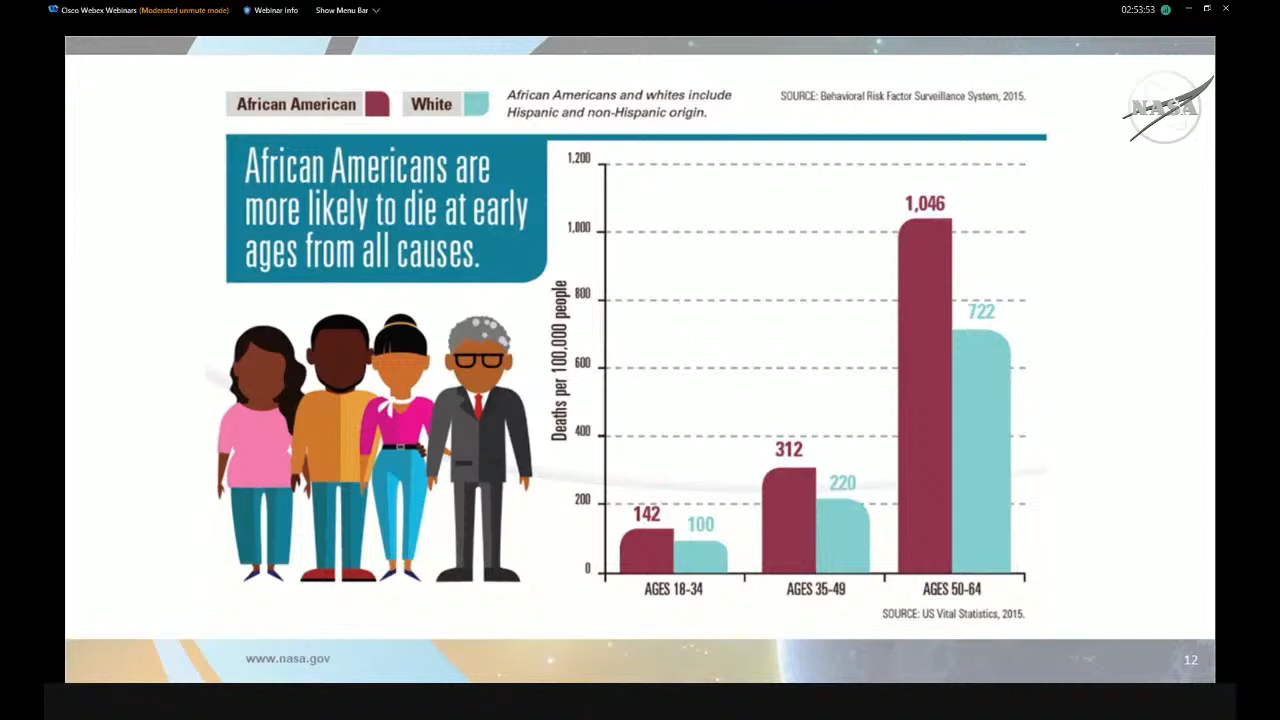 Cisco Webex Webinars (Moderated unmute mode) Webinar info Show Menu Bar 02:53:53
African American White
African Americans and whites include
Hispanic and non-Hispanic origin.
SOURCE: Behavioral Risk Factor Surveillance System, 2015.
NASA
African Americans are
more likely to die at early
ages from all causes.
Deaths per 100,000 people
1,200
1,000
800
600
400
200
0
142
100
312
220
1,046
722
AGES 18-34
AGES 35-49
AGES 50-64
SOURCE: US Vital Statistics, 2015.
www.nasa.gov
12